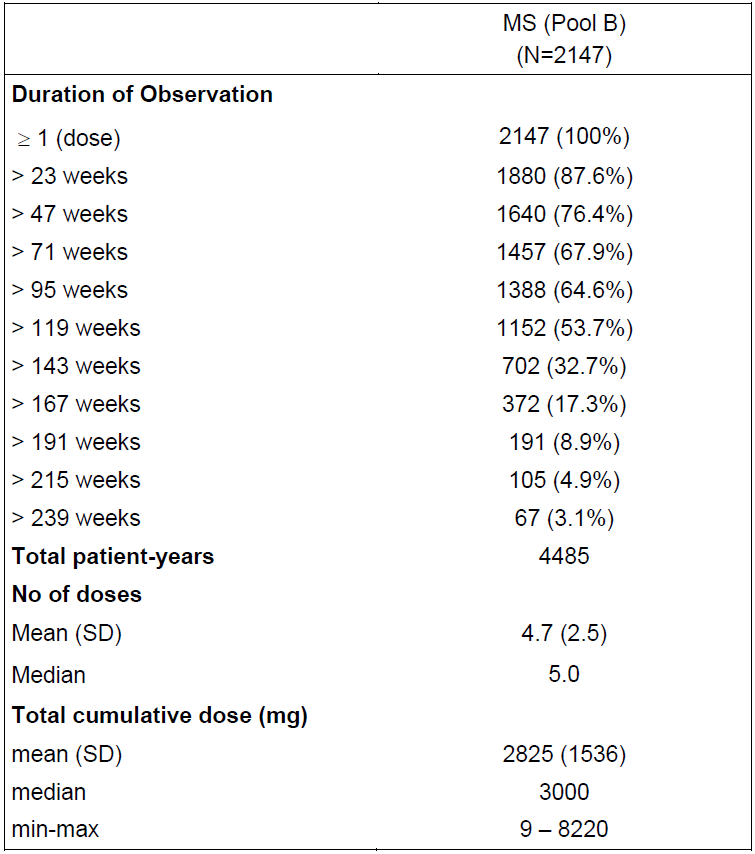 MS (Pool B)
(N=2147)
Duration of Observation
≥ 1 (dose) 2147 (100%)
> 23 weeks 1880 (87.6%)
> 47 weeks 1640 (76.4%)
> 71 weeks 1457 (67.9%)
> 95 weeks 1388 (64.6%)
> 119 weeks 1152 (53.7%)
> 143 weeks 702 (32.7%)
> 167 weeks 372 (17.3%)
> 191 weeks 191 (8.9%)
> 215 weeks 105 (4.9%)
> 239 weeks 67 (3.1%)
Total patient-years 4485
No of doses
Mean (SD) 4.7 (2.5)
Median 5.0
Total cumulative dose (mg)
mean (SD) 2825 (1536)
median 3000
min-max 9 – 8220